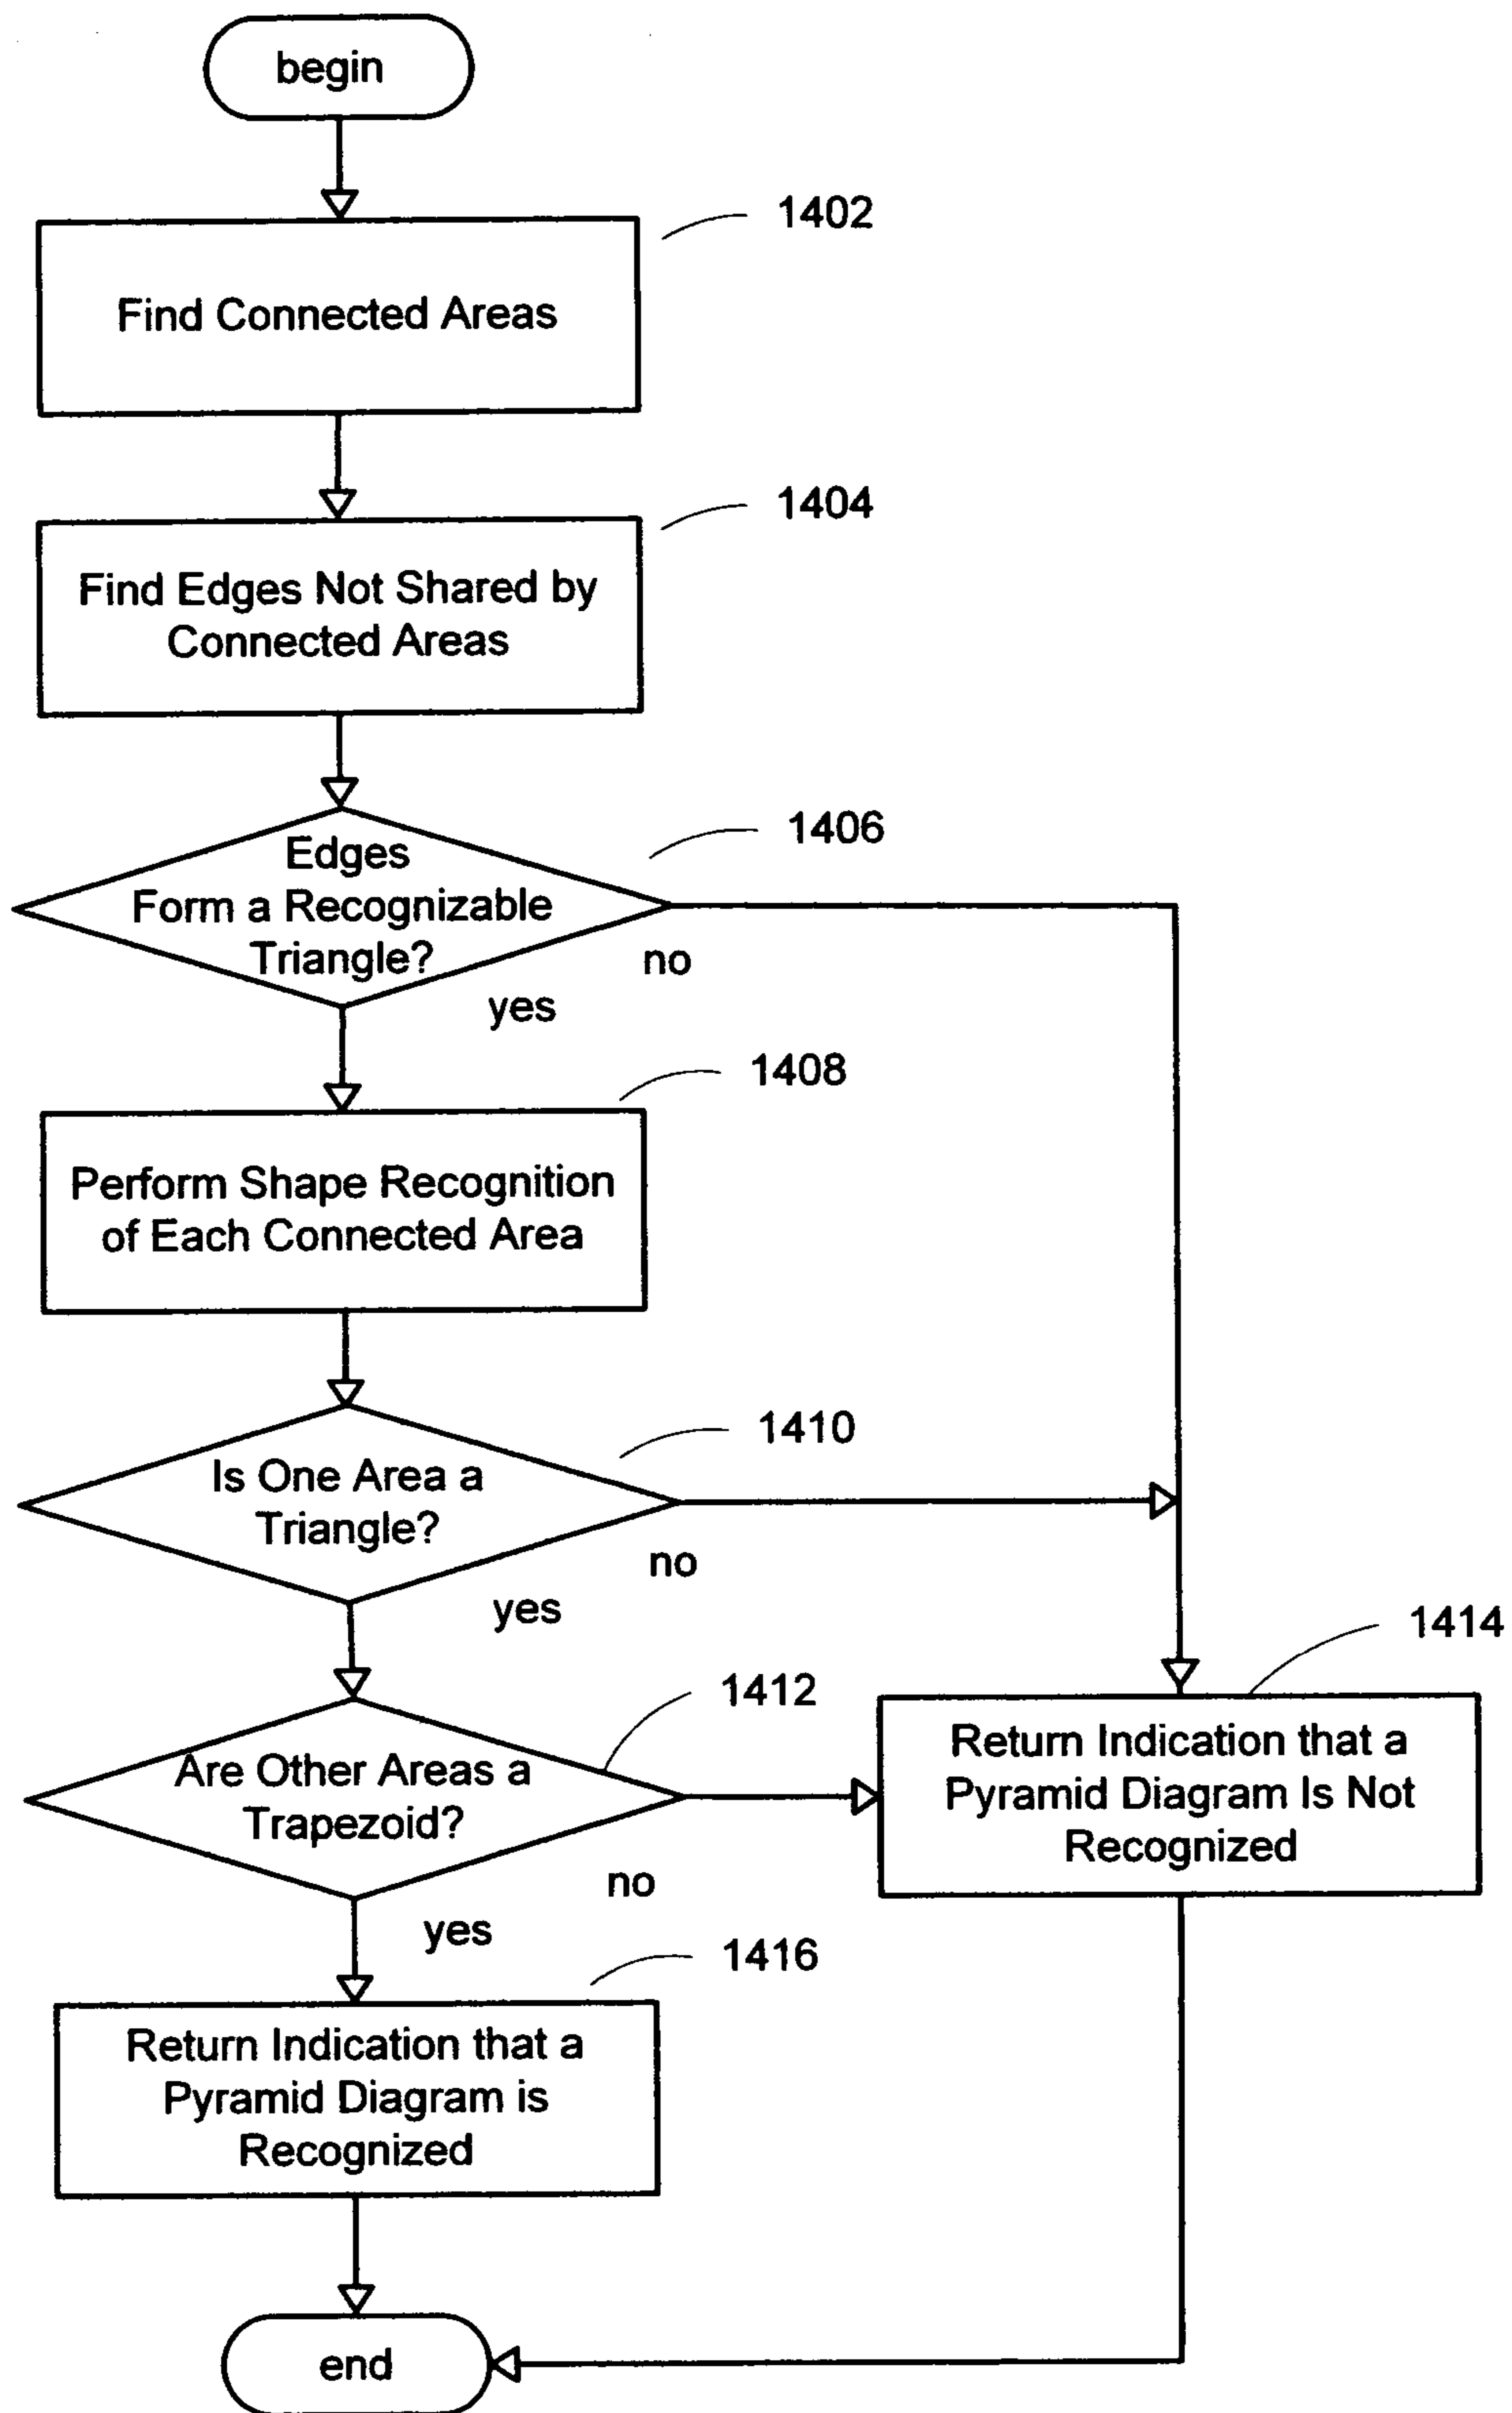 begin
1402
Find Connected Areas
1404
Find Edges Not Shared by
Connected Areas
1406
Edges
Form a Recognizable
Triangle?
no
yes
1408
Perform Shape Recognition
of Each Connected Area
1410
Is One Area a
Triangle?
no
yes
1412
Are Other Areas a
Trapezoid?
no
yes
1414
Return Indication that a
Pyramid Diagram Is Not
Recognized
1416
Return Indication that a
Pyramid Diagram is
Recognized
end